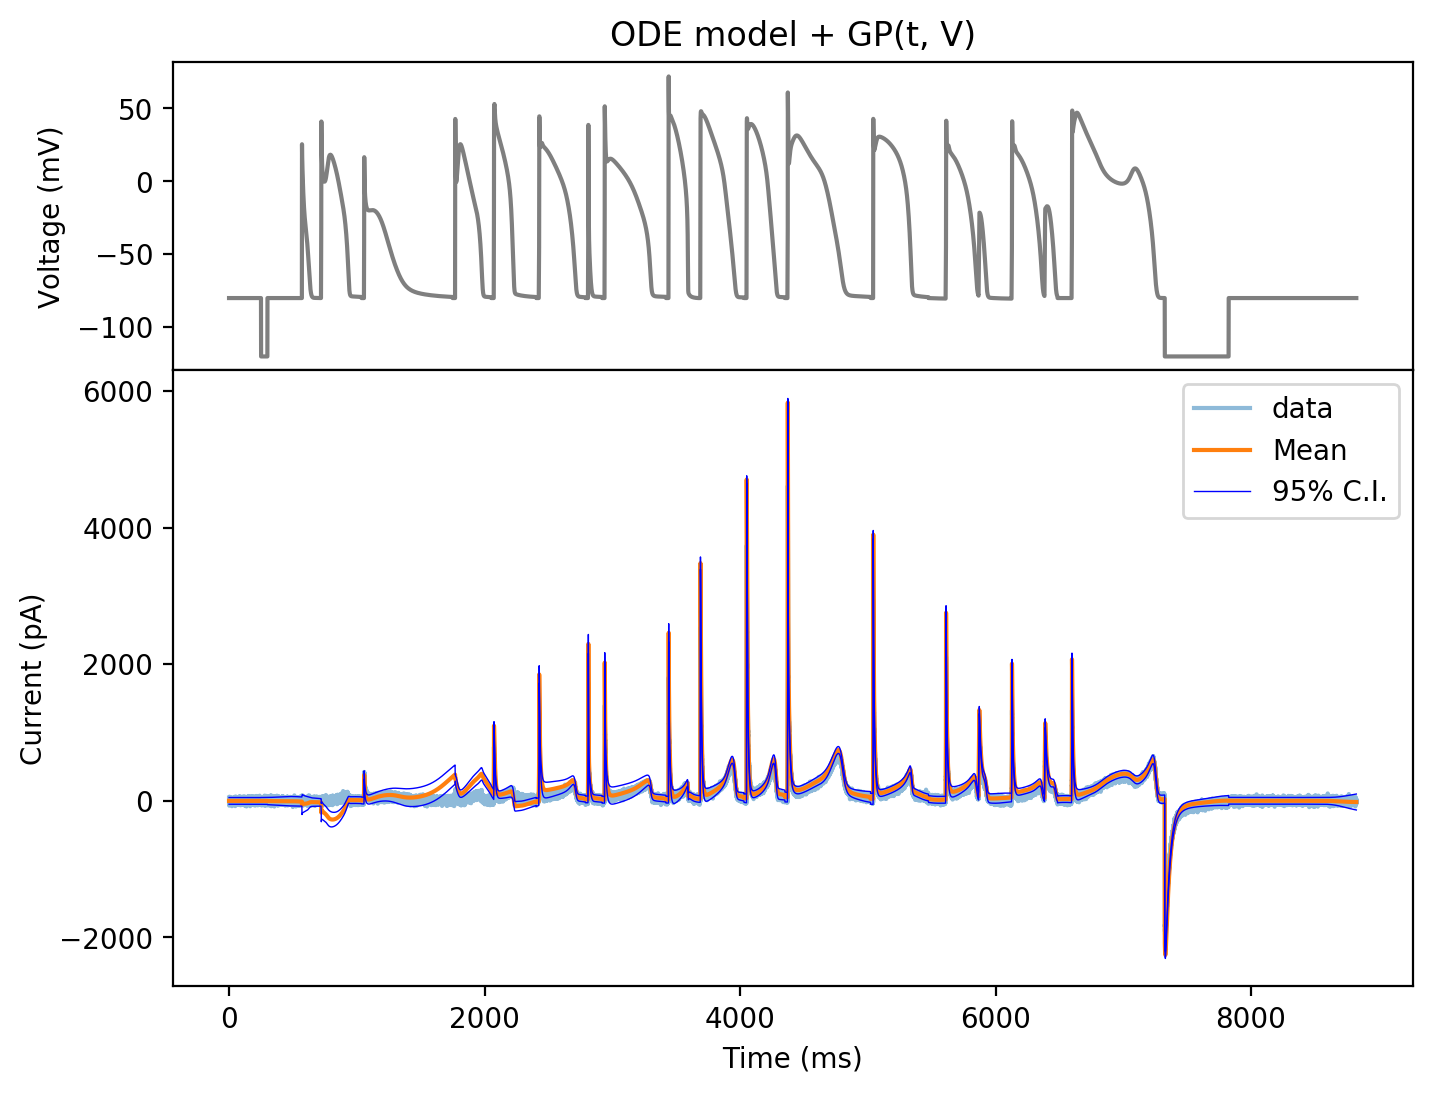 ODE model + GP(t, V)
Voltage (mV)
50
0
−50
−100
Current (pA)
6000
4000
2000
0
−2000
data
Mean
95% C.I.
0 2000 4000 6000 8000
Time (ms)